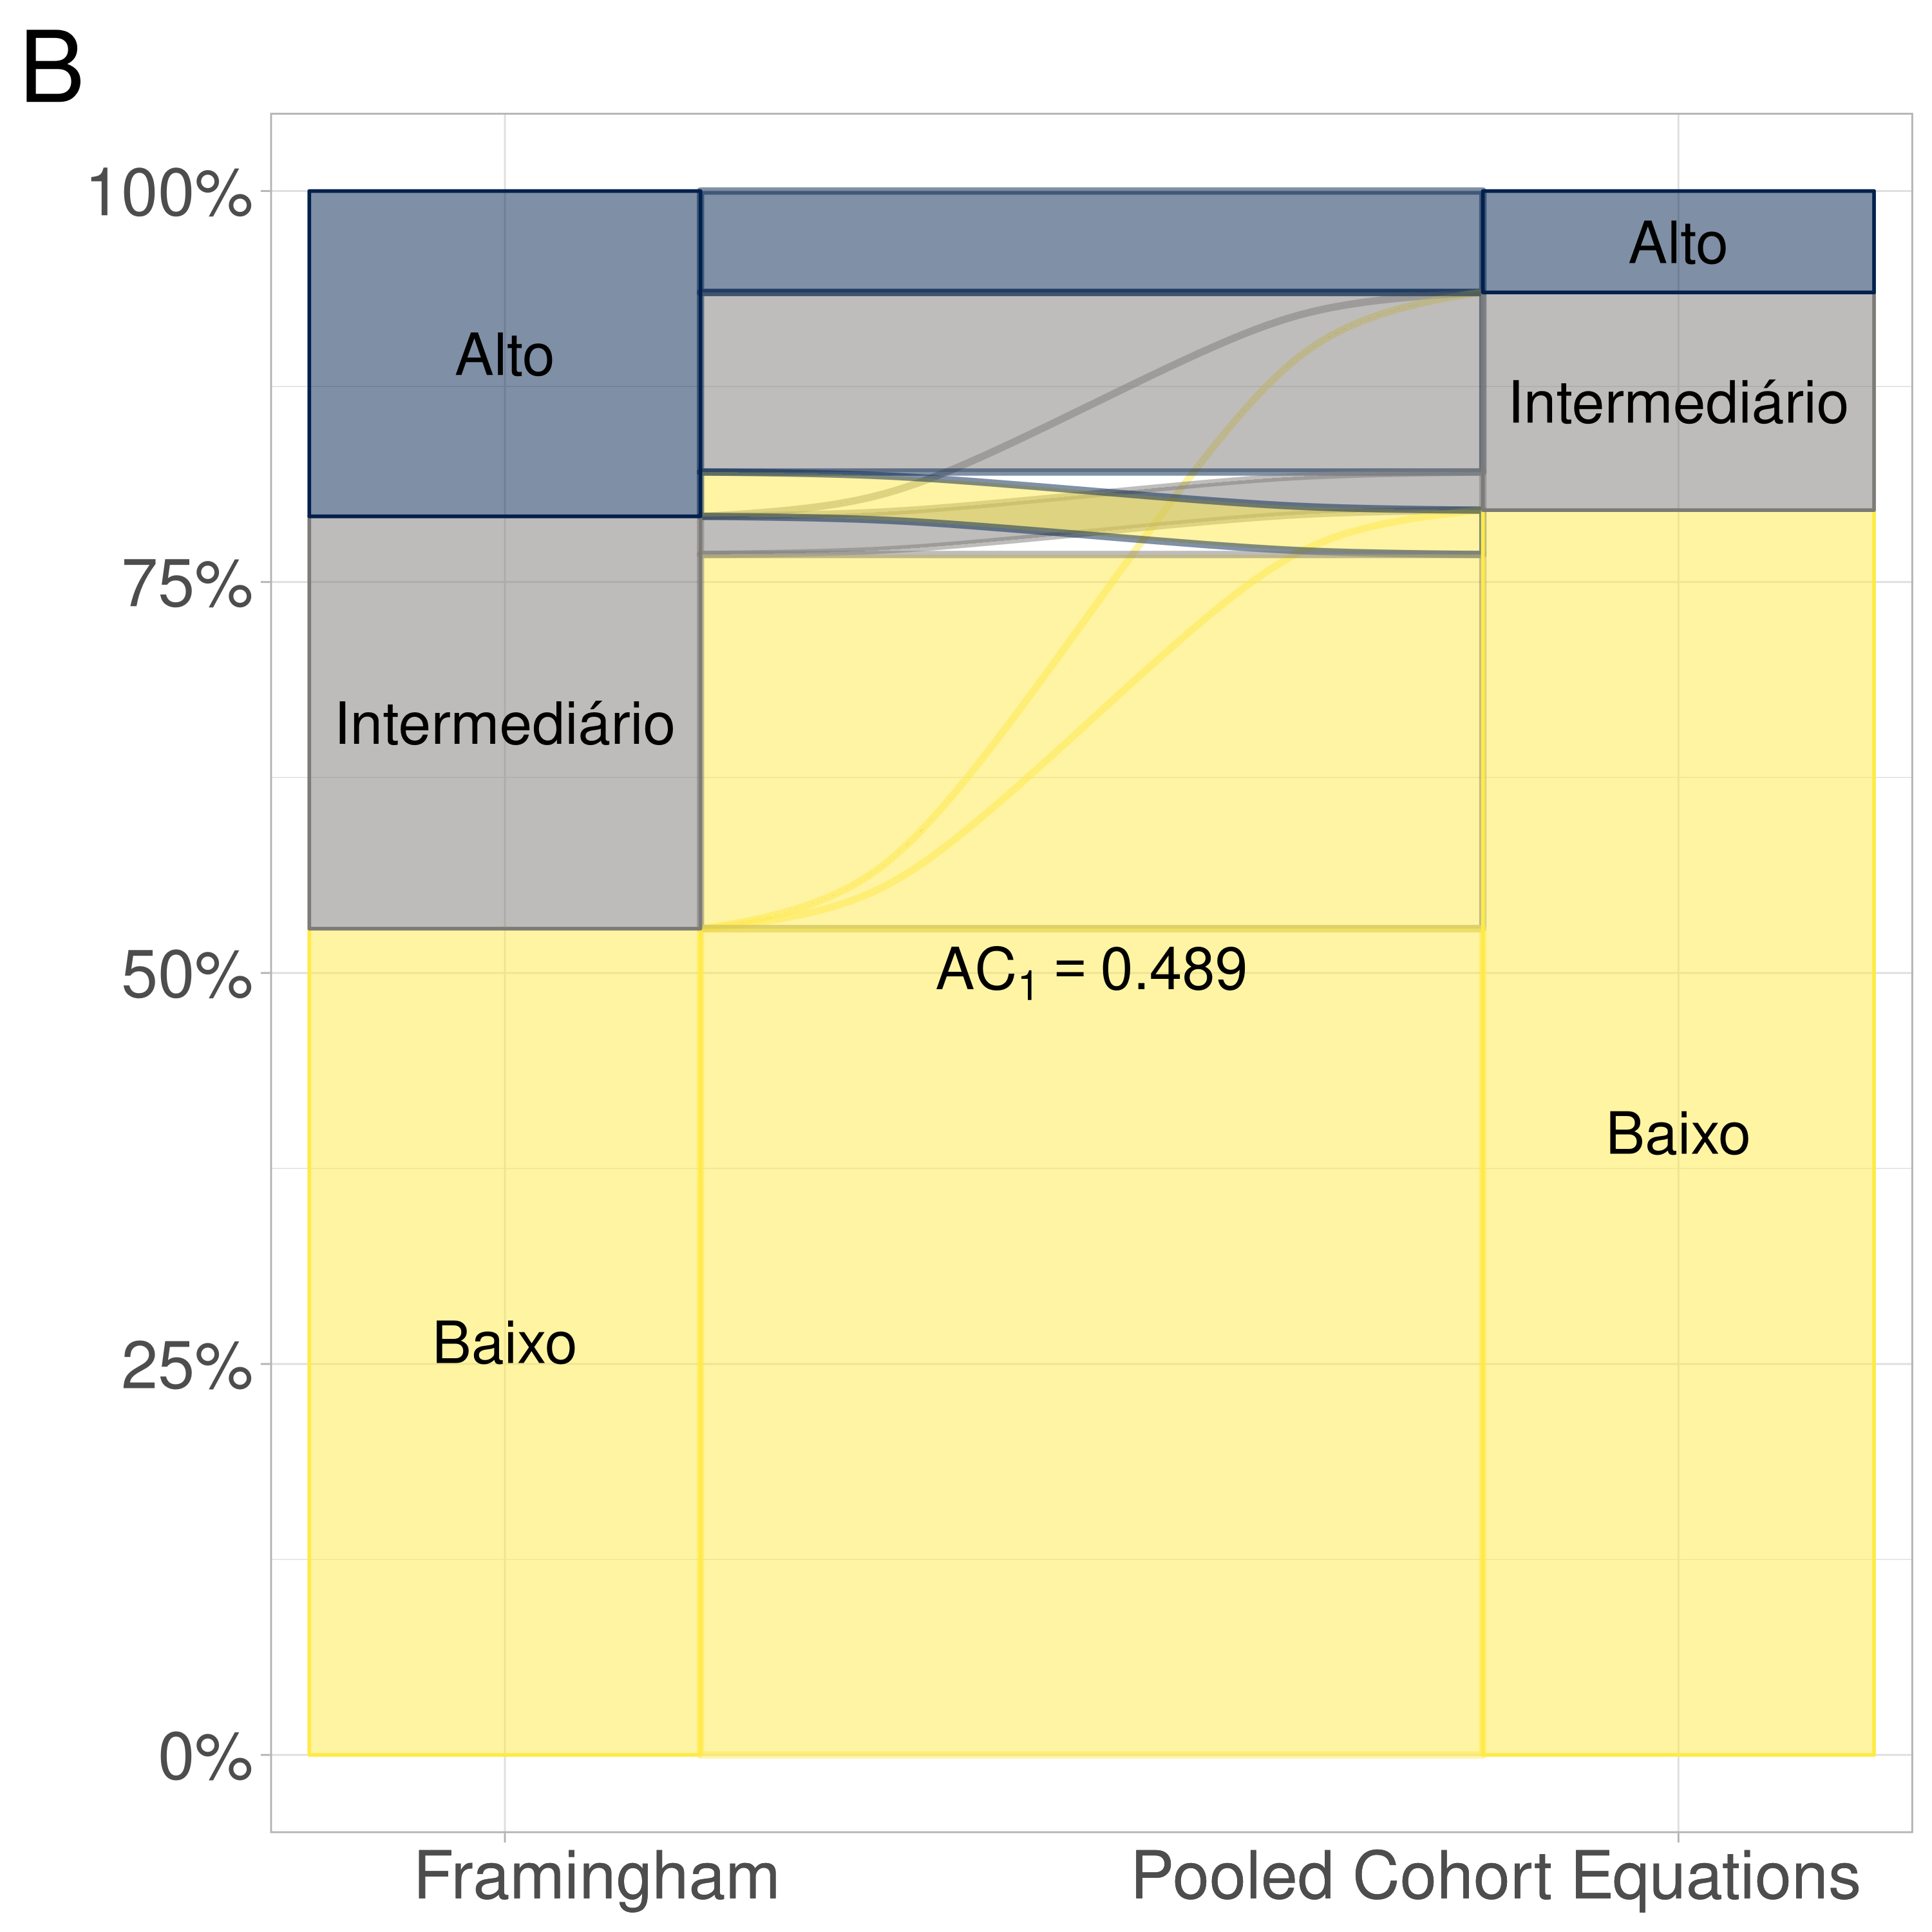 B
100%
75%
50%
25%
0%
Alto
Intermediário
Baixo
AC₁ = 0.489
Alto
Intermediário
Baixo
Framingham
Pooled Cohort Equations